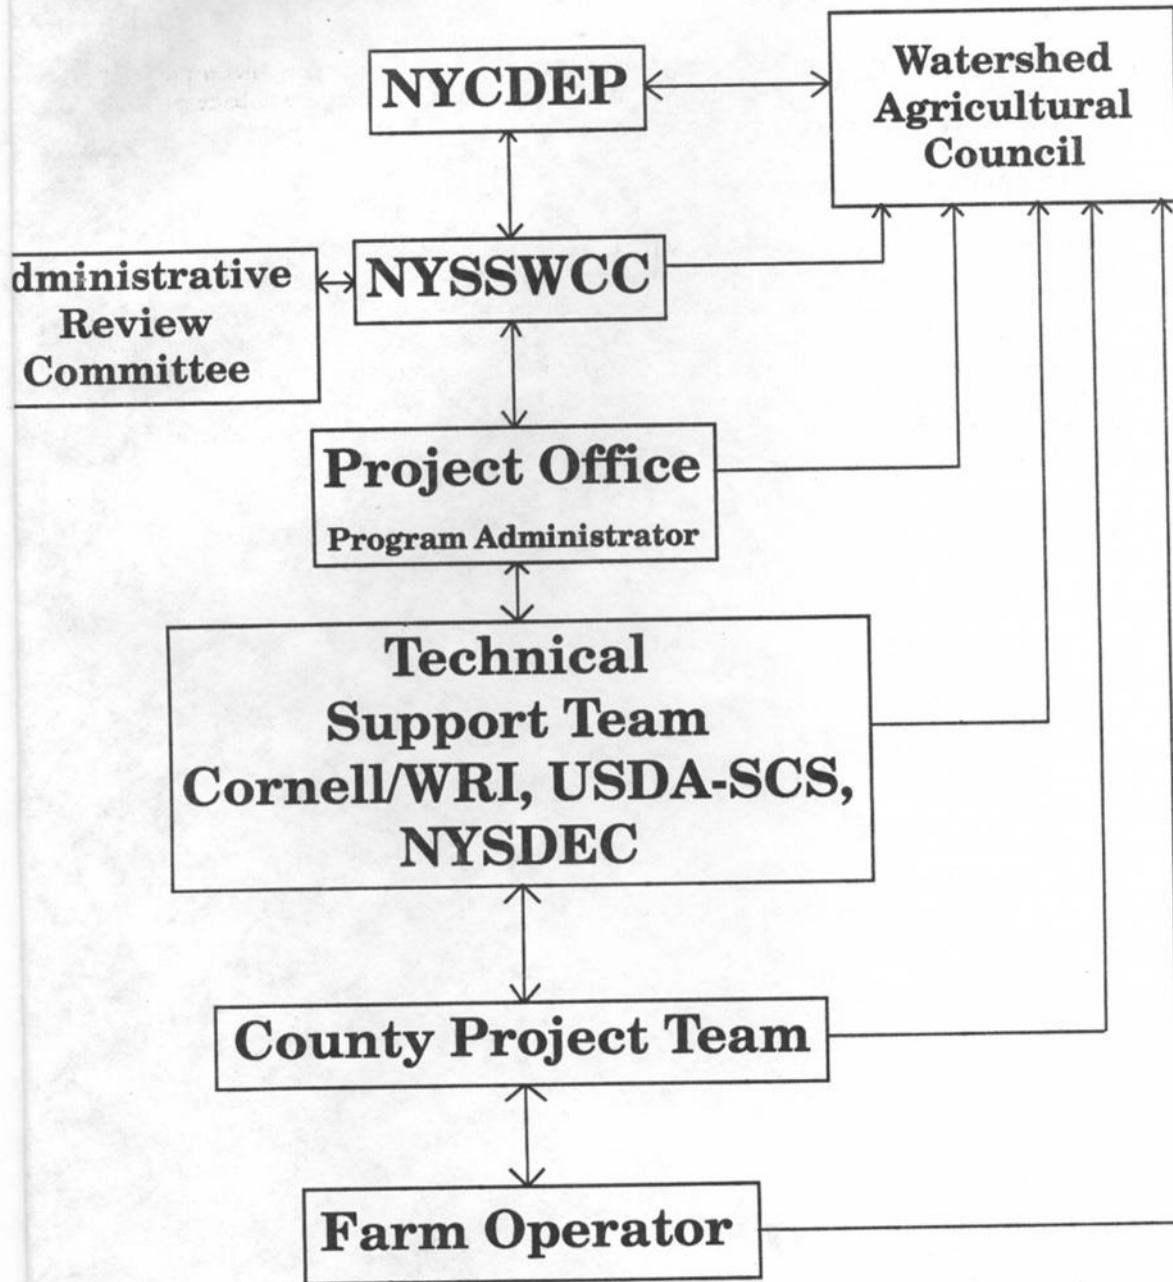 NYCDEP
Watershed
Agricultural
Council
dministrative
Review
Committee
NYSSWCC
Project Office
Program Administrator
Technical
Support Team
Cornell/WRI, USDA-SCS,
NYSDEC
County Project Team
Farm Operator